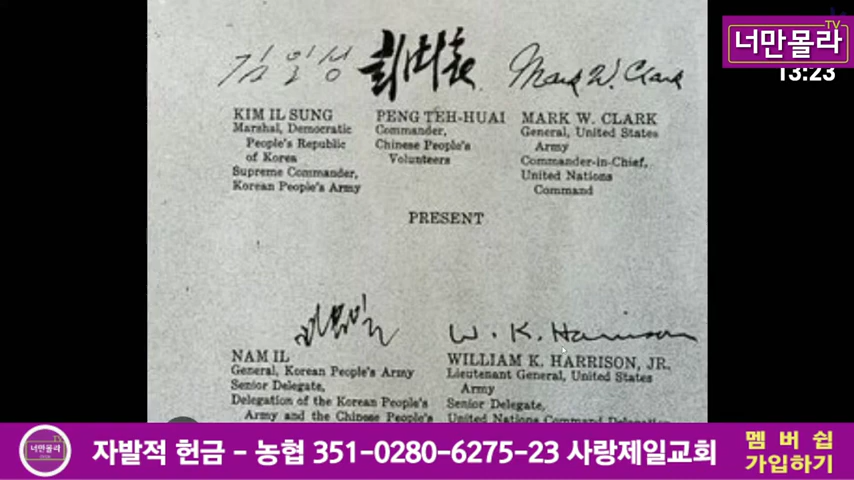 너만몰라
TV
13:23
김일성 Mark W. Clark
KIM IL SUNG
Marshal, Democratic
People's Republic
of Korea
Supreme Commander,
Korean People's Army
PENG TEH-HUAI
Commander,
Chinese People's
Volunteers
MARK W. CLARK
General, United States
Army
Commander-in-Chief,
United Nations
Command
PRESENT
W. K. Harrison
NAM IL
General, Korean People's Army
Senior Delegate,
Delegation of the Korean People's
Army and the Chinese People's
WILLIAM K. HARRISON, JR.
Lieutenant General, United States
Army
Senior Delegate,
United Nations Command Delegation
너만몰라
TV
자발적 헌금 - 농협 351-0280-6275-23 사랑제일교회
멤버쉽
가입하기